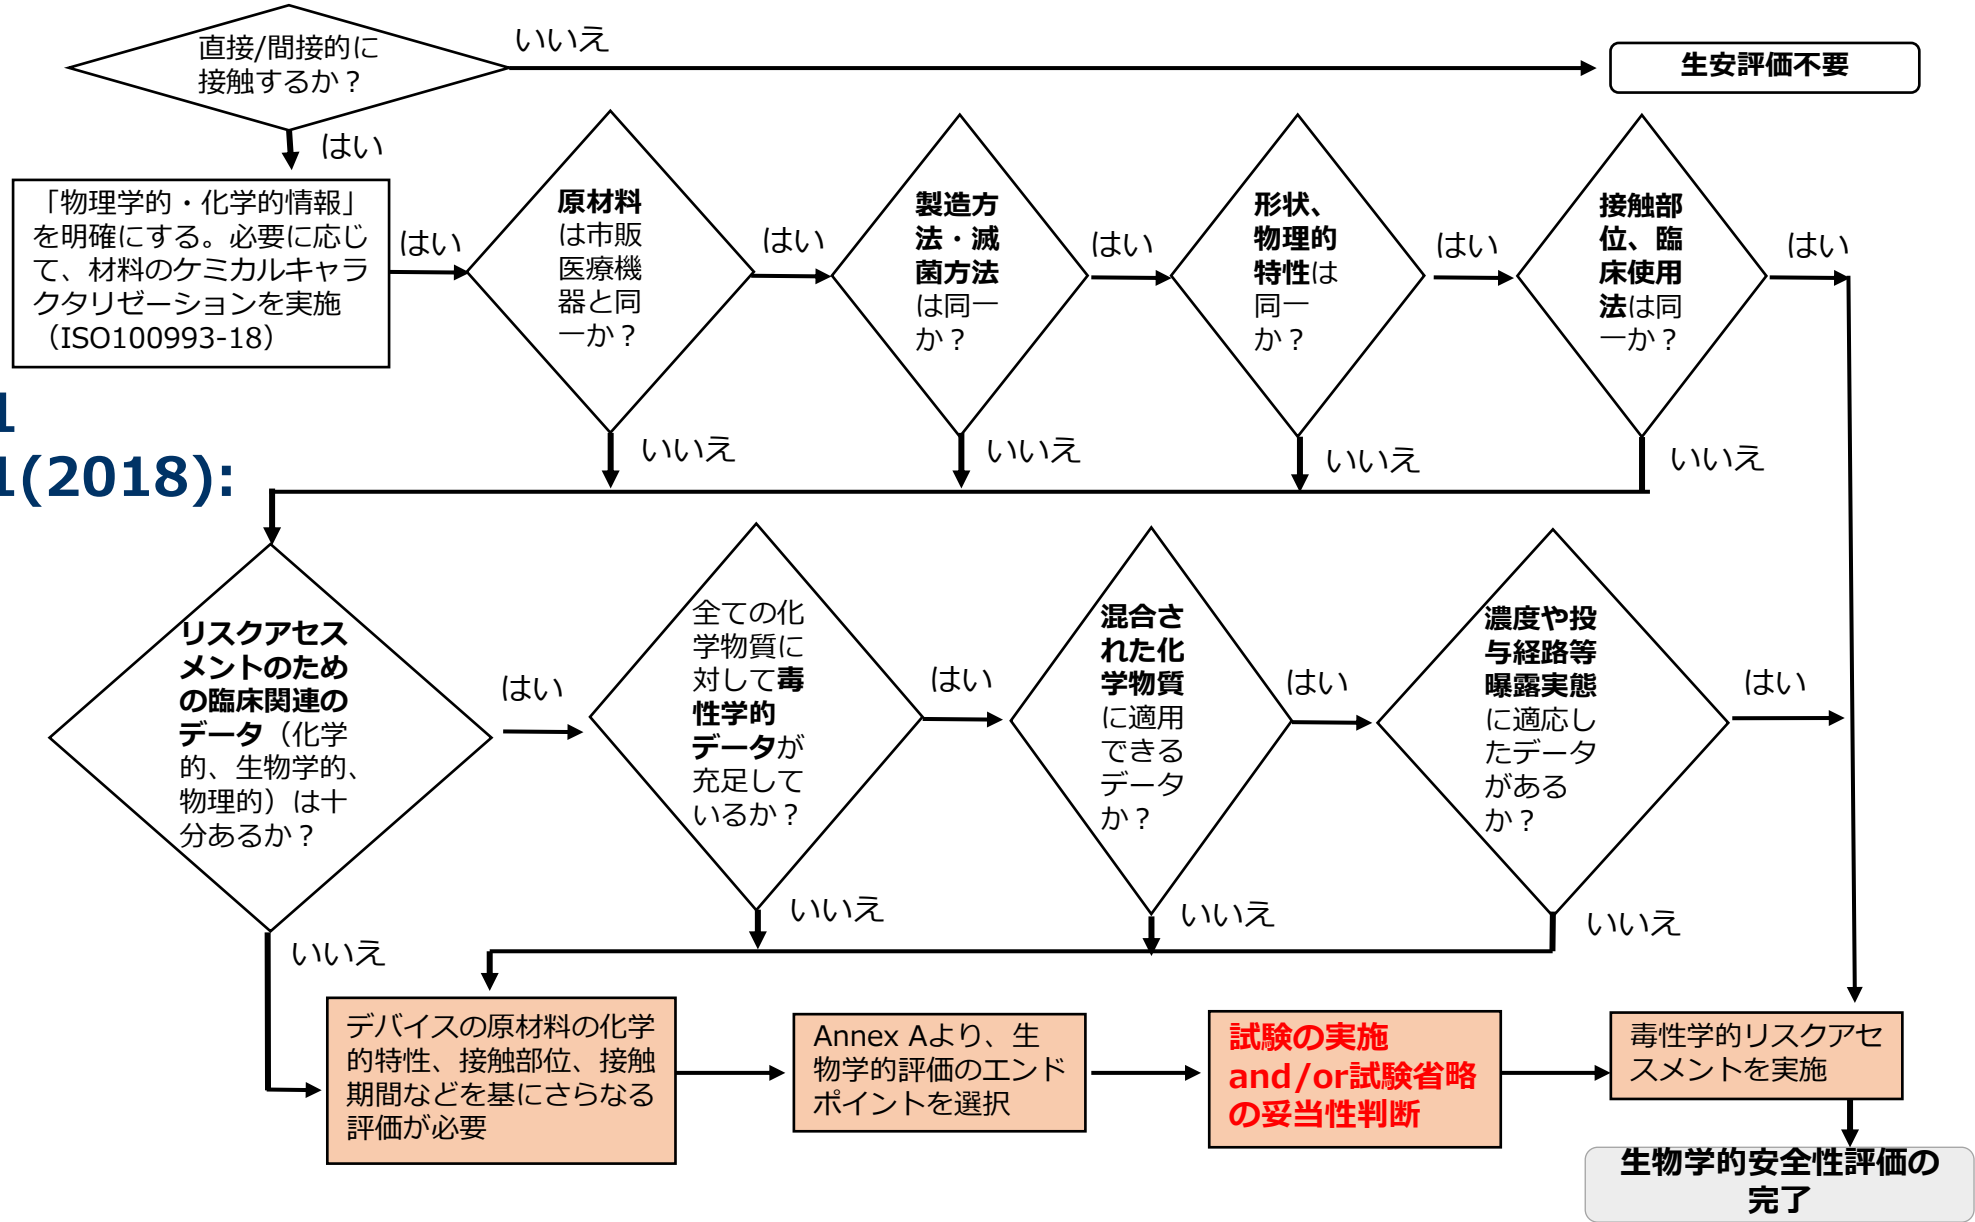 直接/間接的に
接触するか？
いいえ
生安評価不要
はい
「物理学的・化学的情報」
を明確にする。必要に応じ
て、材料のケミカルキャラ
クタリゼーションを実施
（ISO100993-18）
はい
原材料
は市販
医療機
器と同
一か？
はい
製造方
法・滅
菌方法
は同一
か？
はい
形状、
物理的
特性は
同一
か？
はい
接触部
位、臨
床使用
法は同
一か？
はい
いいえ
いいえ
いいえ
いいえ
1
1(2018):
リスクアセス
メントのため
の臨床関連の
データ（化学
的、生物学的、
物理的）は十
分あるか？
はい
全ての化
学物質に
対して毒
性学的
データが
充足して
いるか？
はい
混合さ
れた化
学物質
に適用
できる
データ
か？
はい
濃度や投
与経路等
曝露実態
に適応し
たデータ
がある
か？
はい
いいえ
いいえ
いいえ
いいえ
デバイスの原材料の化学
的特性、接触部位、接触
期間などを基にさらなる
評価が必要
Annex Aより、生
物学的評価のエンド
ポイントを選択
試験の実施
and/or試験省略
の妥当性判断
毒性学的リスクアセ
スメントを実施
生物学的安全性評価の
完了